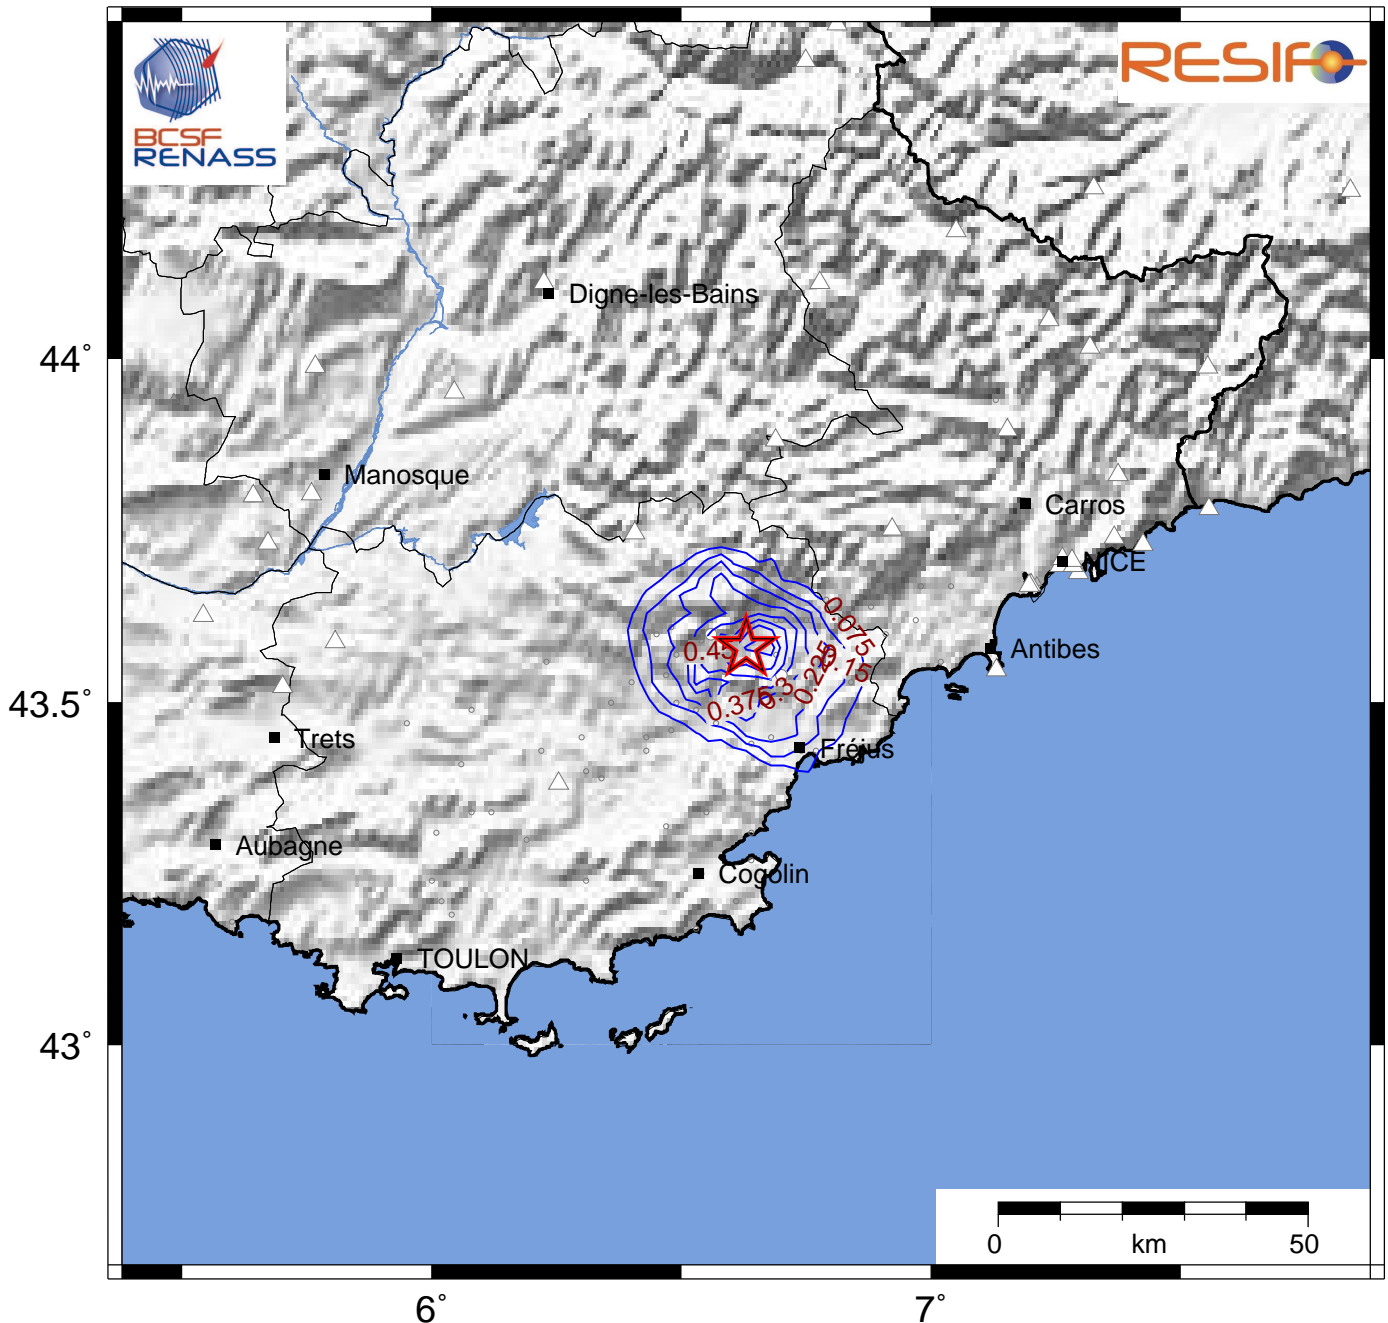 BCSF
RENASS
RESIF
Digne-les-Bains
44°
Manosque
Carros
NICE
0.075
Antibes
0.45
0.15
0.225
0.3
0.375
43.5°
Trets
Fréjus
Aubagne
Cogolin
TOULON
43°
0 km 50
6° 7°